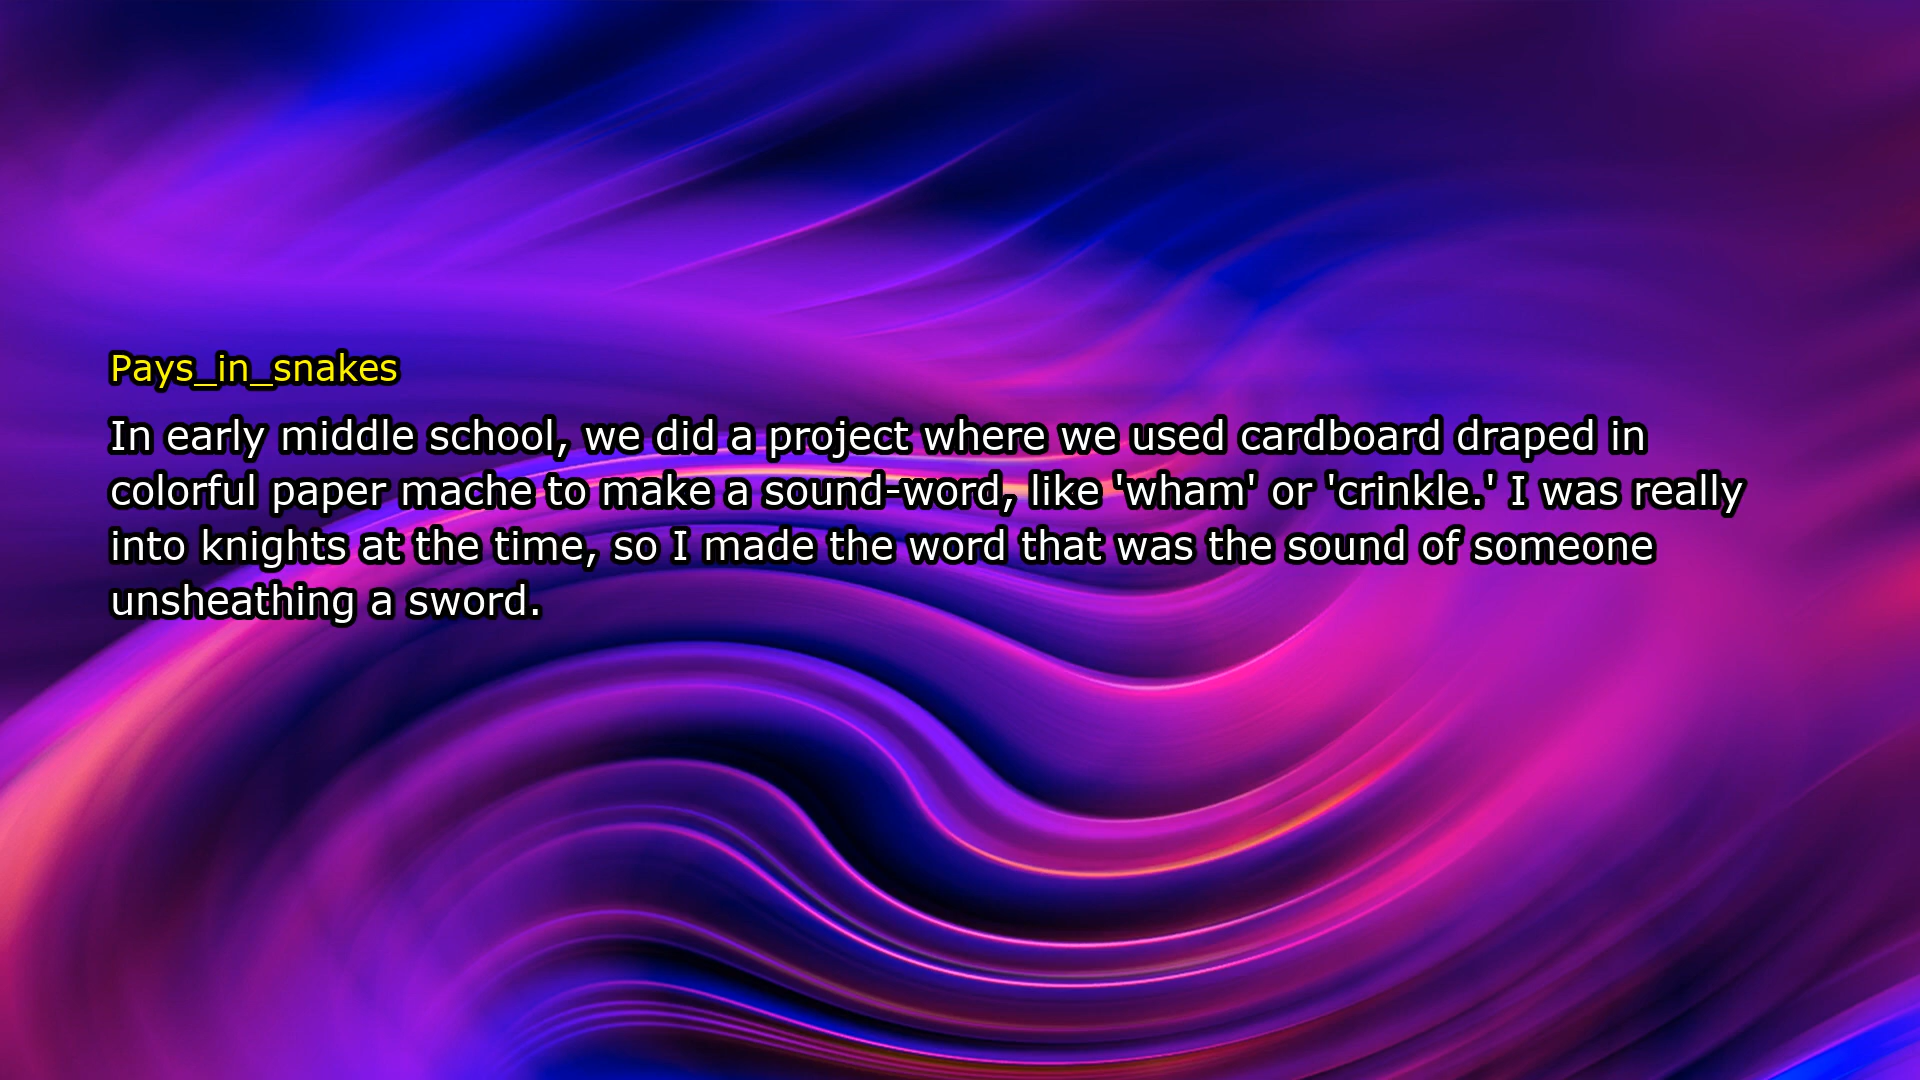 Pays_in_snakes
In early middle school, we did a project where we used cardboard draped in
colorful paper mache to make a sound-word, like 'wham' or 'crinkle.' I was really
into knights at the time, so I made the word that was the sound of someone
unsheathing a sword.